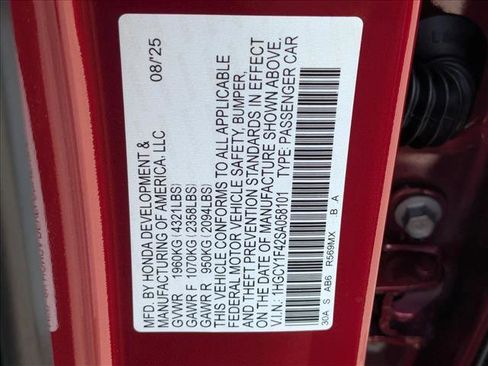 MFD. BY HONDA DEVELOPMENT & 08/25
MANUFACTURING OF AMERICA, LLC
GVWR 1960KG (4321LBS)
GAWR F 1070KG (2358LBS)
GAWR R 950KG (2094LBS)
THIS VEHICLE CONFORMS TO ALL APPLICABLE
FEDERAL MOTOR VEHICLE SAFETY, BUMPER,
AND THEFT PREVENTION STANDARDS IN EFFECT
ON THE DATE OF MANUFACTURE SHOWN ABOVE.
V.I.N.: 1HGCY1F42SA058101 TYPE: PASSENGER CAR
30A S AB6 R569MX B A